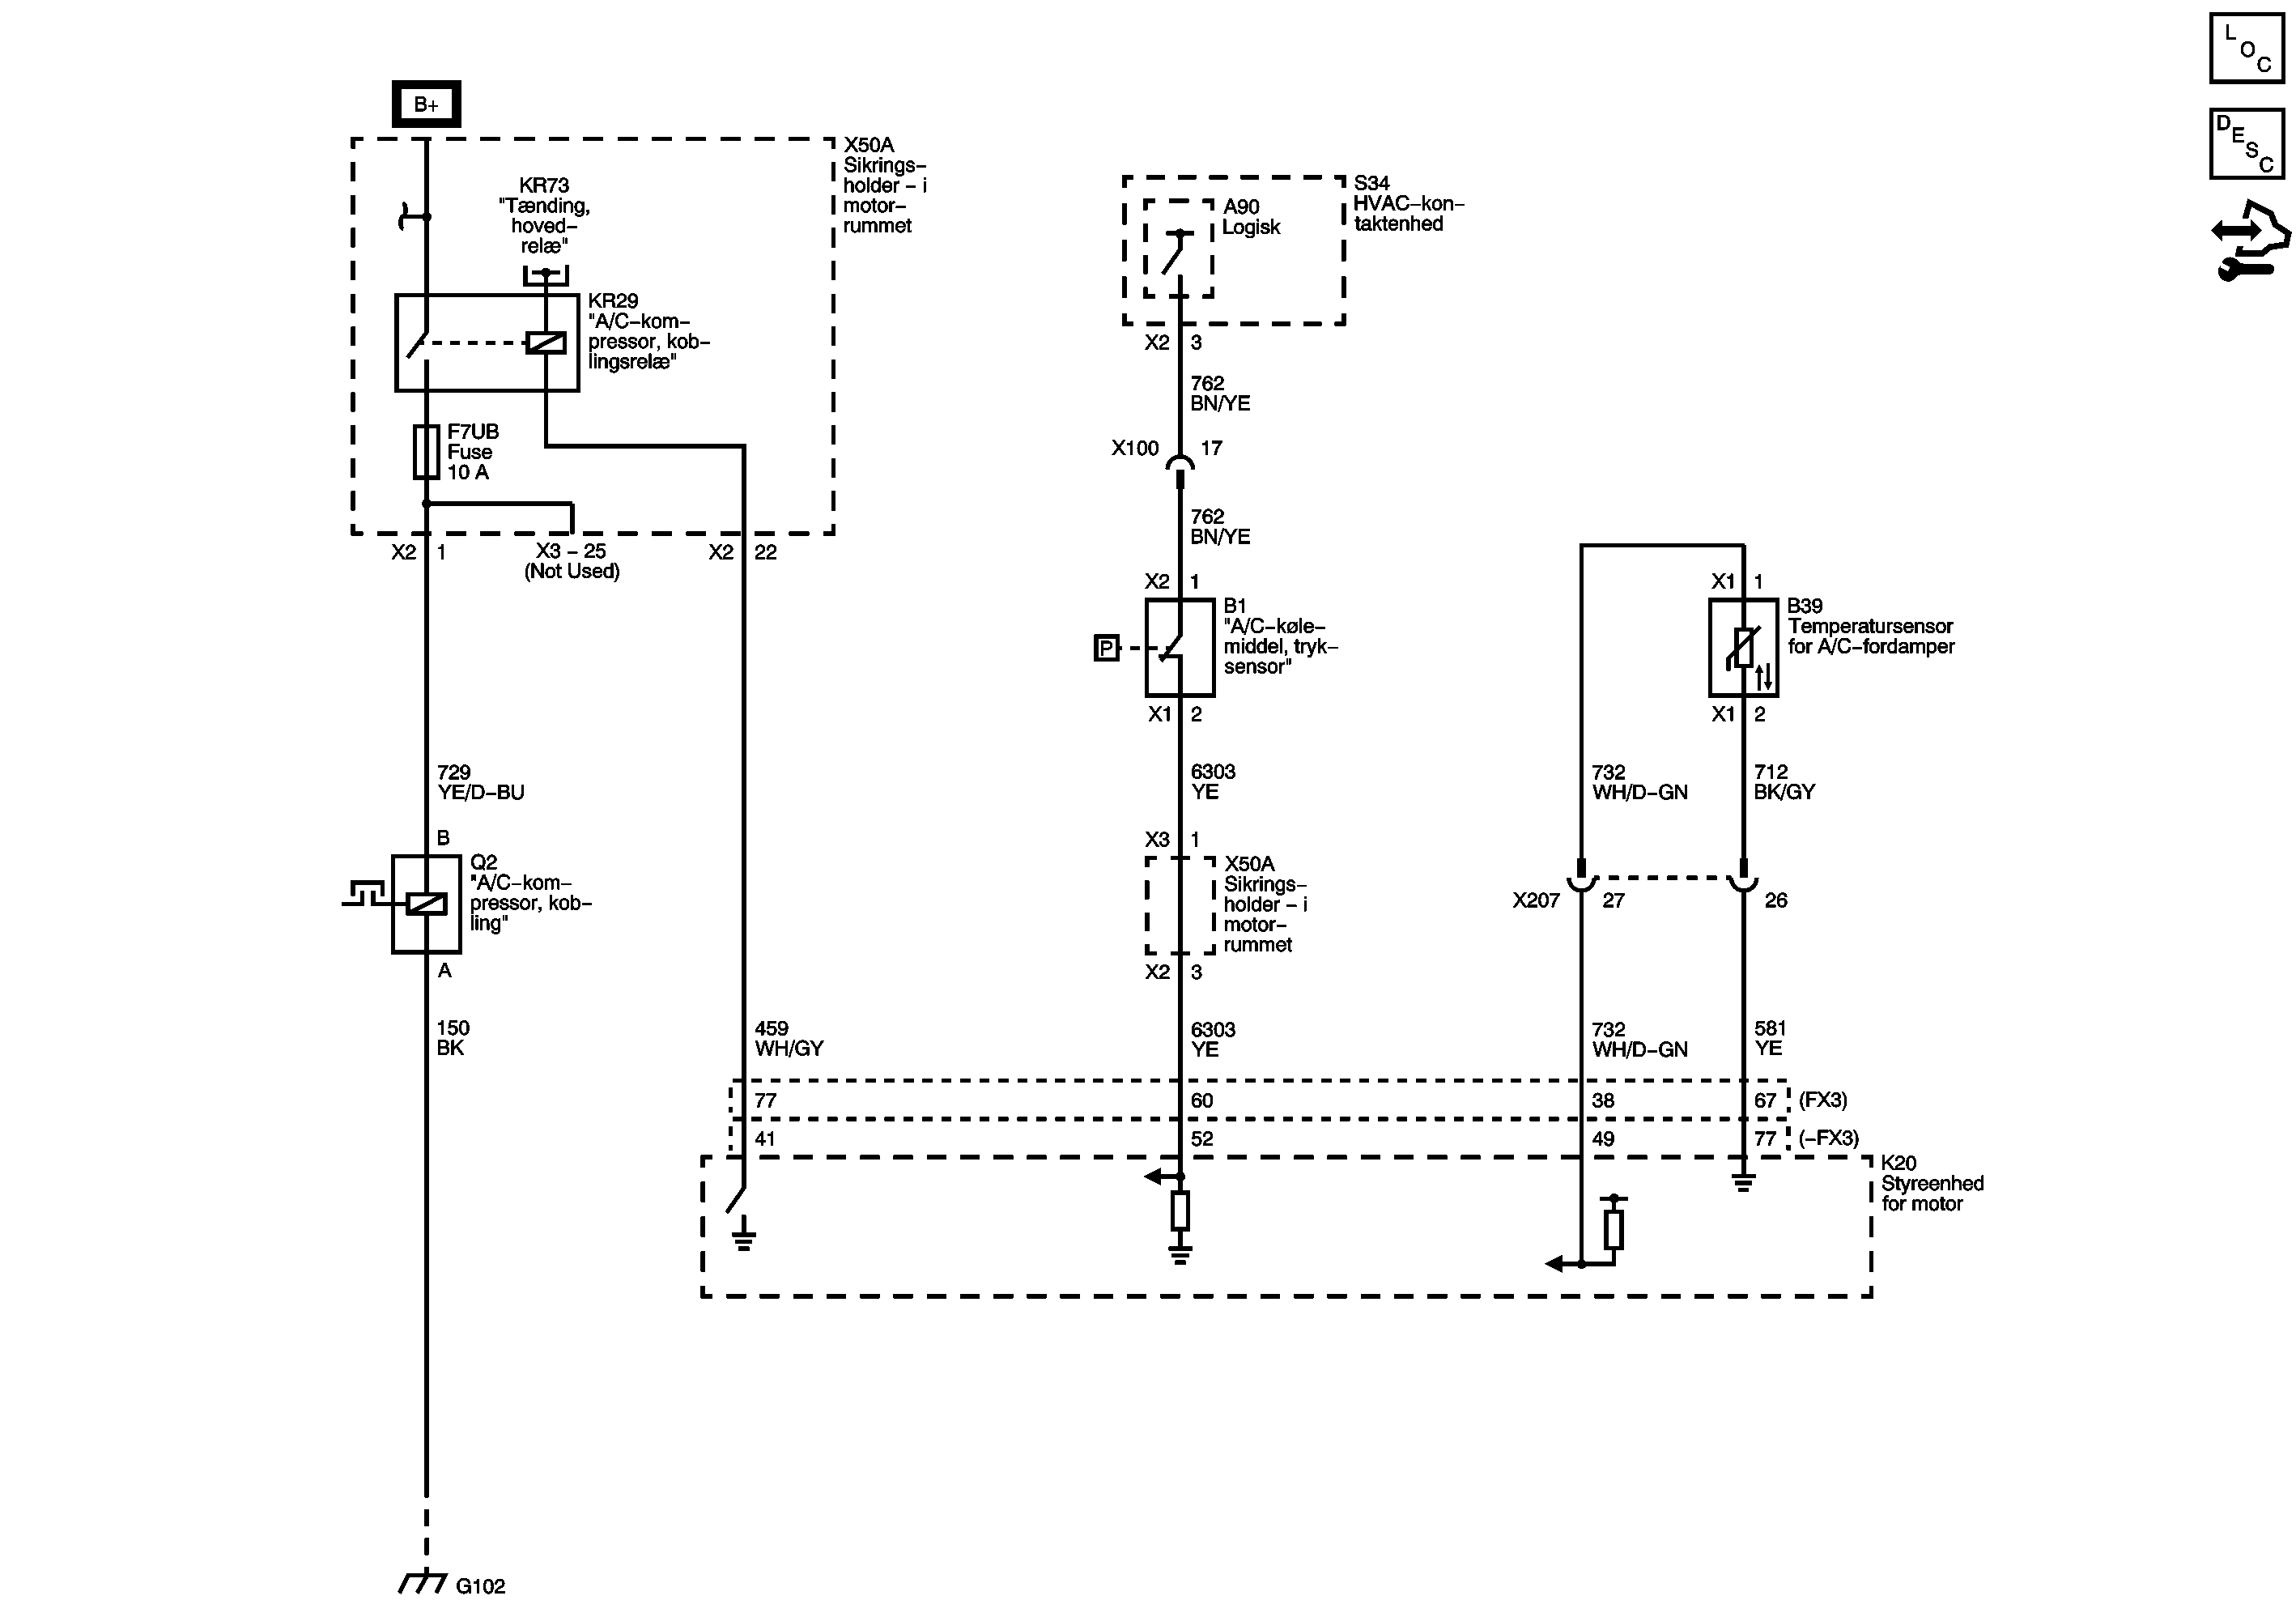 L
O
C
D
E
S
C
B+
X50A
Sikrings–
holder – i
motor–
rummet
KR73
"Tænding,
hoved–
relæ"
KR29
"A/C–kom–
pressor, kob–
lingsrelæ"
F7UB
Fuse
10 A
X2 1
X3 – 25
(Not Used)
X2 22
729
YE/D–BU
B
Q2
"A/C–kom–
pressor, kob–
ling"
A
150
BK
G102
459
WH/GY
S34
HVAC–kon–
taktenhed
A90
Logisk
X2 3
762
BN/YE
X100 17
762
BN/YE
X2 1
B1
"A/C–køle–
middel, tryk–
sensor"
P
X1 2
6303
YE
X3 1
X50A
Sikrings–
holder – i
motor–
rummet
X2 3
6303
YE
X1 1
B39
Temperatursensor
for A/C–fordamper
X1 2
732
WH/D–GN
712
BK/GY
X207 27 26
732
WH/D–GN
581
YE
77 60 38 67 (FX3)
41 52 49 77 (–FX3)
K20
Styreenhed
for motor